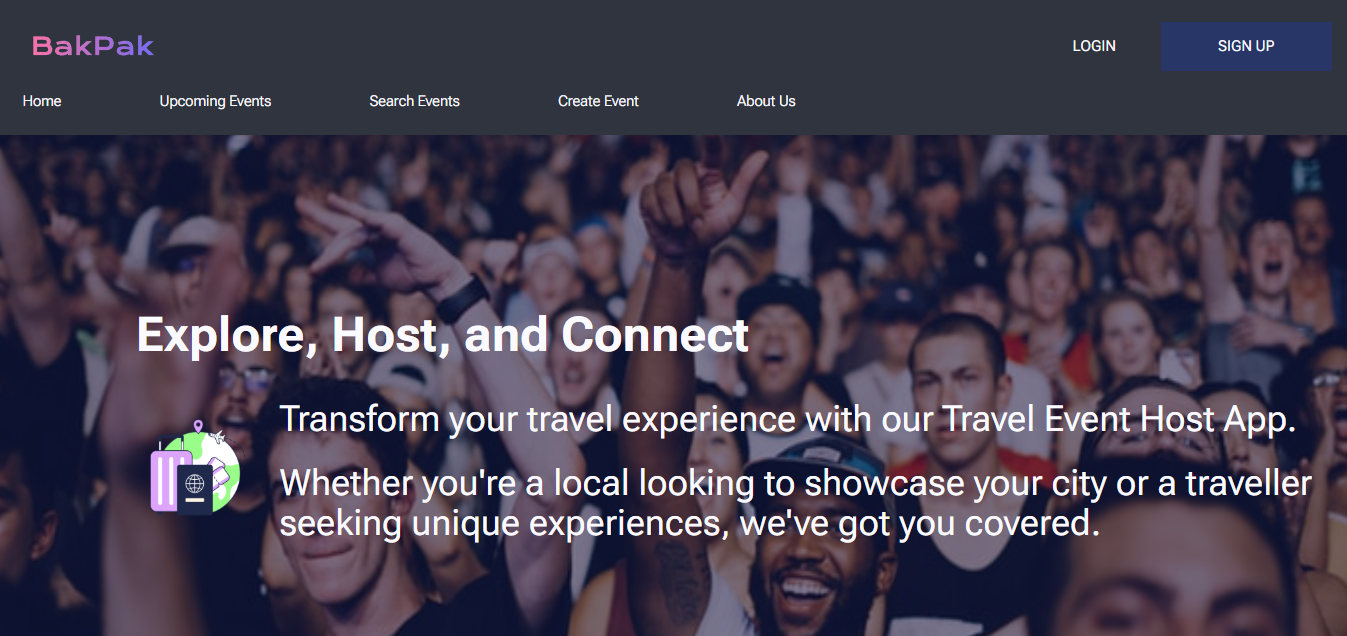 BakPak
LOGIN
SIGN UP
Home
Upcoming Events
Search Events
Create Event
About Us
Explore, Host, and Connect
Transform your travel experience with our Travel Event Host App.
Whether you're a local looking to showcase your city or a traveller
seeking unique experiences, we've got you covered.